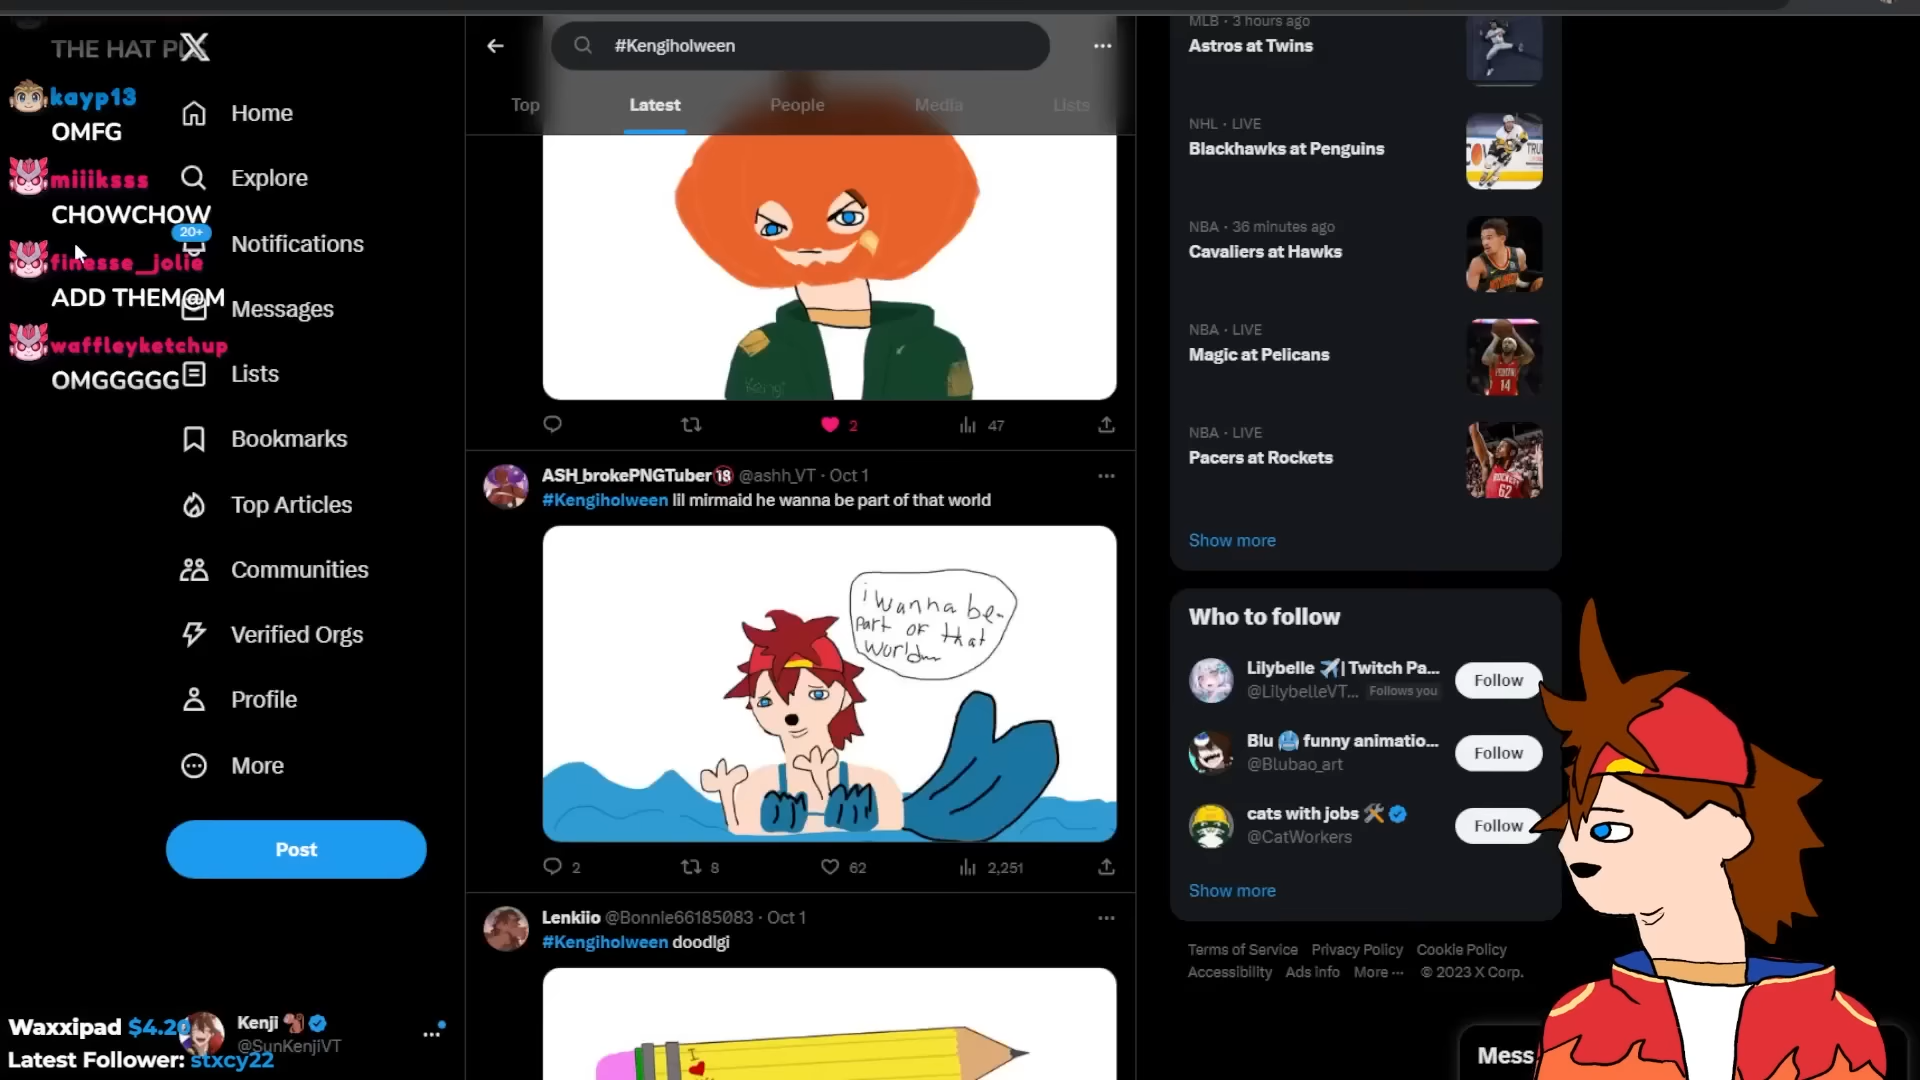 THE HAT P
kayp13
OMFG
miiiksss
CHOWCHOW
finesse_jolie
ADD THEM@M
waffleyketchup
OMGGGGG
Home
Explore
20+
Notifications
Messages
Lists
Bookmarks
Top Articles
Communities
Verified Orgs
Profile
More
Post
Waxxipad $4.20
Latest Follower: stxcy22
Kenji
@SunKenjiVT
#Kengiholween
Top
Latest
People
Media
Lists
Kengi
2
47
ASH_brokePNGTuber🔞 @ashh_VT · Oct 1
#Kengiholween lil mirmaid he wanna be part of that world
i wanna be-
part of that
world
2
8
62
2,251
Lenkiio @Bonnie66185083 · Oct 1
#Kengiholween doodlgi
I
MLB · 3 hours ago
Astros at Twins
NHL · LIVE
Blackhawks at Penguins
NBA · 36 minutes ago
Cavaliers at Hawks
NBA · LIVE
Magic at Pelicans
NBA · LIVE
Pacers at Rockets
Show more
Who to follow
Lilybelle ✈️| Twitch Pa...
@LilybelleVT... Follows you
Follow
Blu 🥶 funny animatio...
@Blubao_art
Follow
cats with jobs 🛠️
@CatWorkers
Follow
Show more
Terms of Service Privacy Policy Cookie Policy
Accessibility Ads info More ··· © 2023 X Corp.
Mess